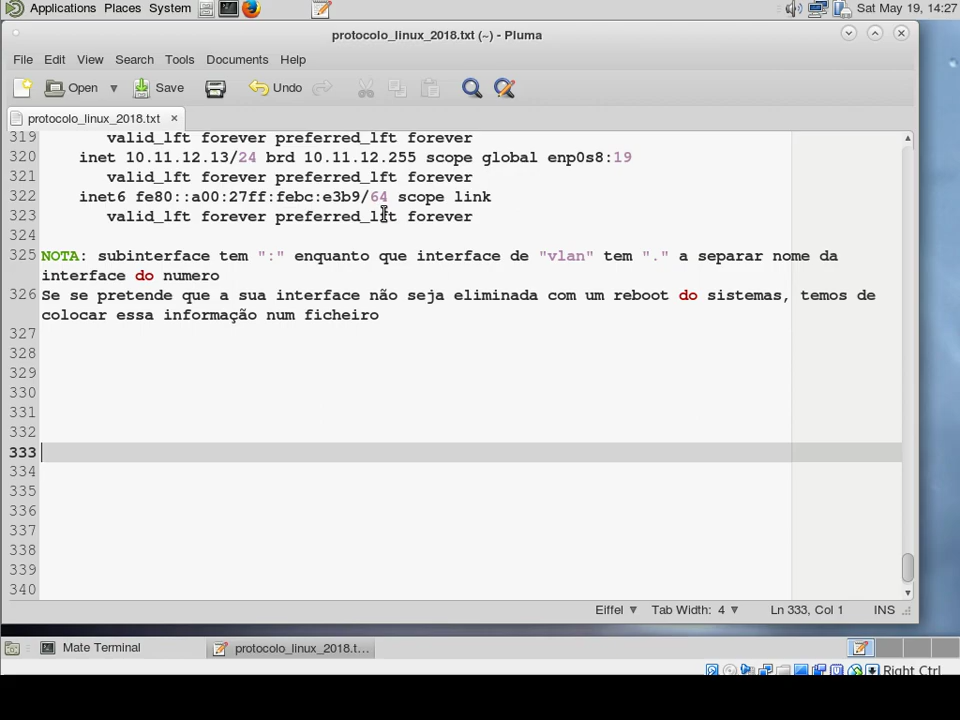 Applications Places System Sat May 19, 14:27
protocolo_linux_2018.txt (~) - Pluma
File Edit View Search Tools Documents Help
Open Save Undo
protocolo_linux_2018.txt ×
319 valid_lft forever preferred_lft forever
320 inet 10.11.12.13/24 brd 10.11.12.255 scope global enp0s8:19
321 valid_lft forever preferred_lft forever
322 inet6 fe80::a00:27ff:febc:e3b9/64 scope link
323 valid_lft forever preferred_lft forever
324
325 NOTA: subinterface tem ":" enquanto que interface de "vlan" tem "." a separar nome da
interface do numero
326 Se se pretende que a sua interface não seja eliminada com um reboot do sistemas, temos de
colocar essa informação num ficheiro
327
328
329
330
331
332
333
334
335
336
337
338
339
340
Eiffel Tab Width: 4 Ln 333, Col 1 INS
Mate Terminal protocolo_linux_2018.t...
Right Ctrl